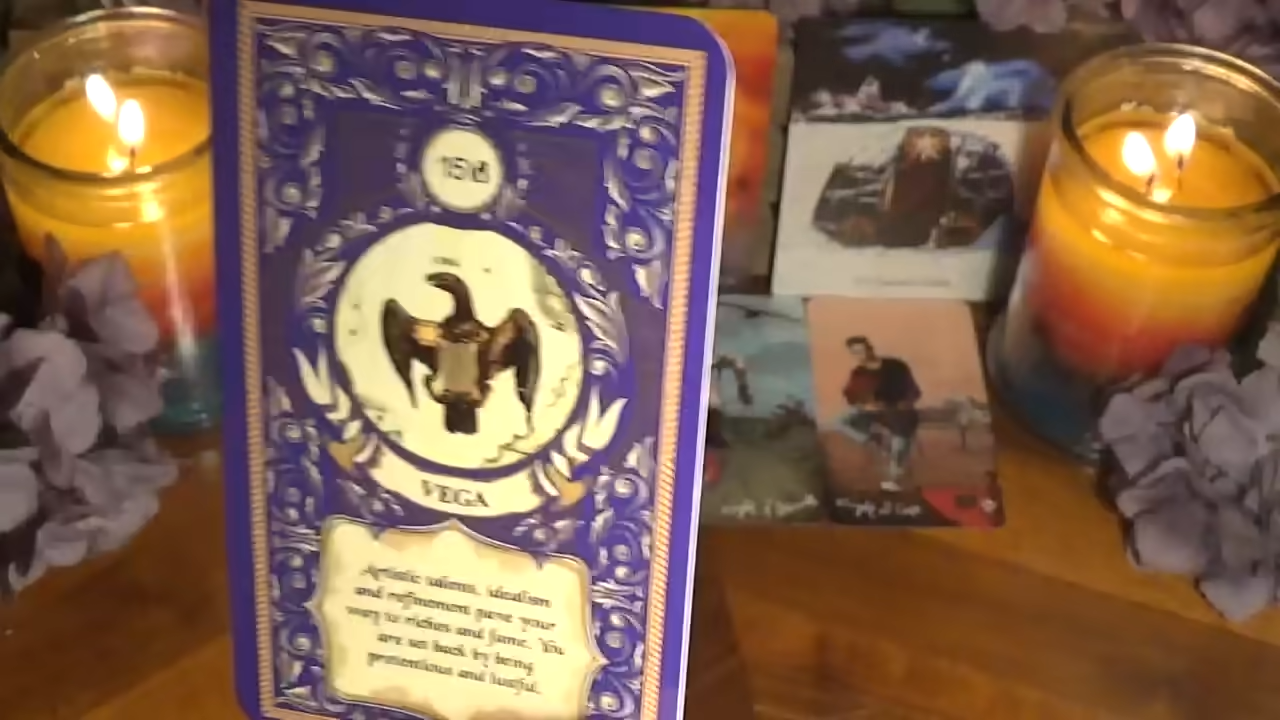 15
VEGA
Artistic talent, idealism
and refinement pave your
way to riches and fame. You
are set back by being
pretentious and lustful.